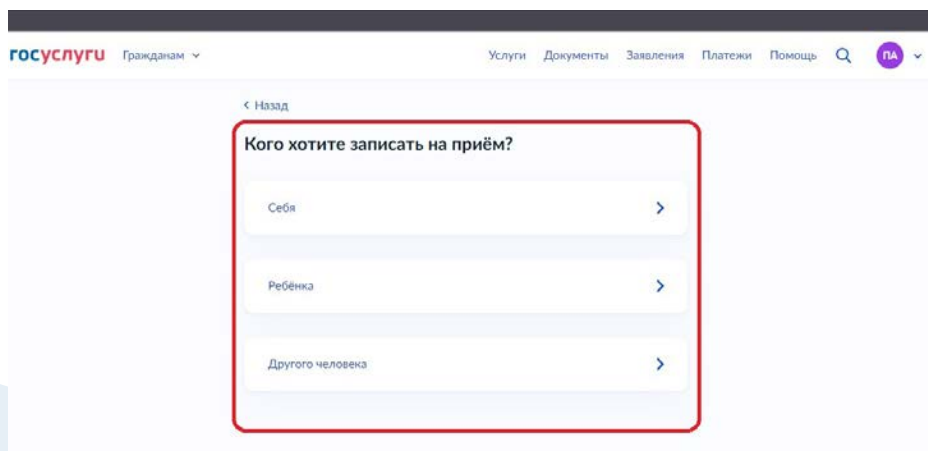 госуслуги Гражданам Услуги Документы Заявления Платежи Помощь ПА
Назад
Кого хотите записать на приём?
Себя
Ребёнка
Другого человека